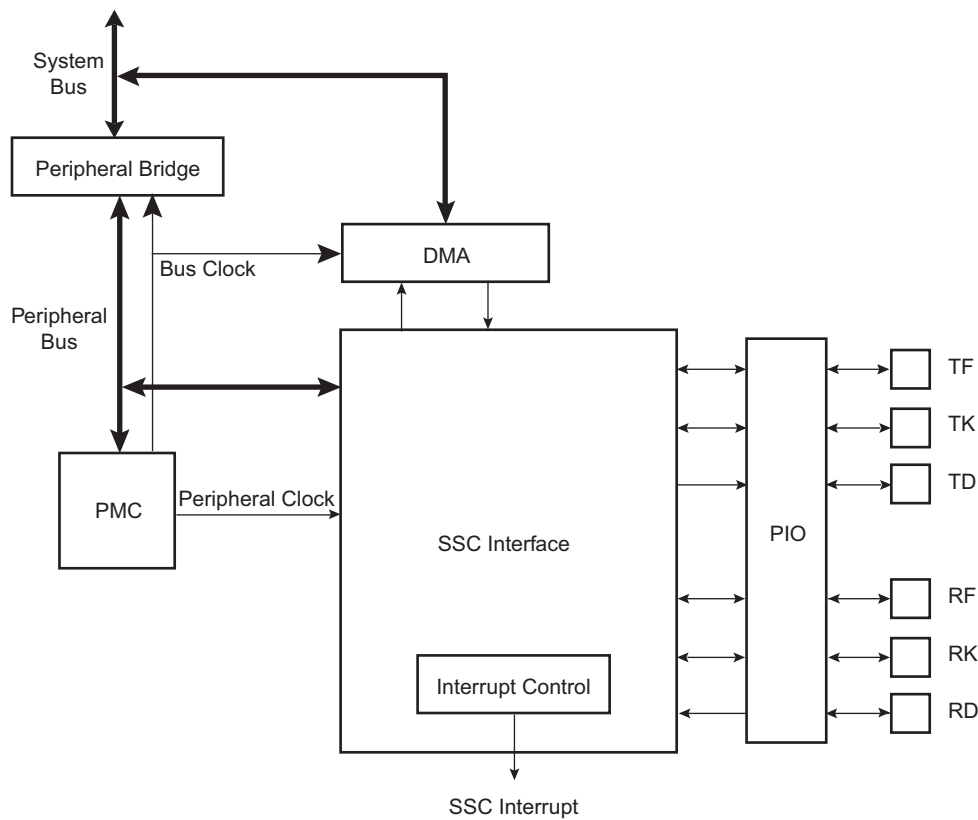 System
Bus
Peripheral Bridge
DMA
Bus Clock
Peripheral
Bus
TF
TK
TD
PMC
Peripheral Clock
SSC Interface
PIO
RF
RK
RD
Interrupt Control
SSC Interrupt